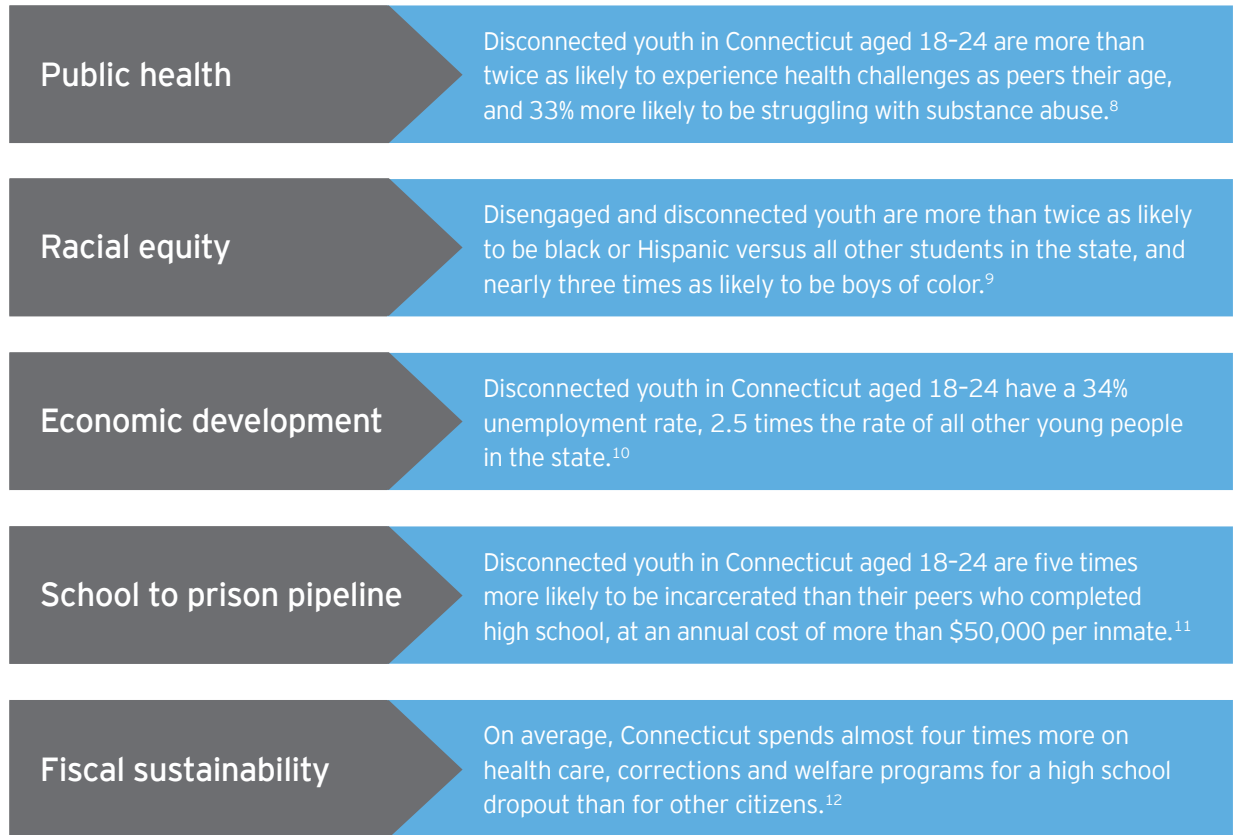 Public health
Disconnected youth in Connecticut aged 18–24 are more than
twice as likely to experience health challenges as peers their age,
and 33% more likely to be struggling with substance abuse.⁸
Racial equity
Disengaged and disconnected youth are more than twice as likely
to be black or Hispanic versus all other students in the state, and
nearly three times as likely to be boys of color.⁹
Economic development
Disconnected youth in Connecticut aged 18–24 have a 34%
unemployment rate, 2.5 times the rate of all other young people
in the state.¹⁰
School to prison pipeline
Disconnected youth in Connecticut aged 18–24 are five times
more likely to be incarcerated than their peers who completed
high school, at an annual cost of more than $50,000 per inmate.¹¹
Fiscal sustainability
On average, Connecticut spends almost four times more on
health care, corrections and welfare programs for a high school
dropout than for other citizens.¹²